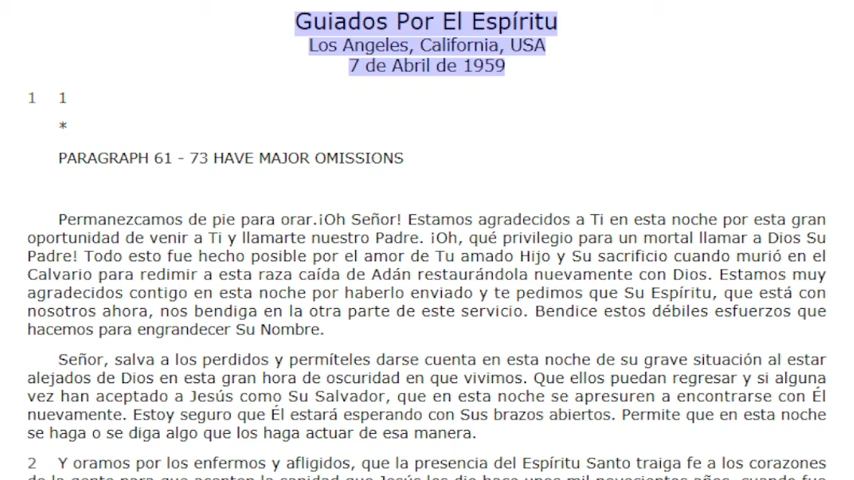 Guiados Por El Espíritu
Los Angeles, California, USA
7 de Abril de 1959
1 1
*
PARAGRAPH 61 - 73 HAVE MAJOR OMISSIONS
Permanezcamos de pie para orar.¡Oh Señor! Estamos agradecidos a Ti en esta noche por esta gran
oportunidad de venir a Ti y llamarte nuestro Padre. ¡Oh, qué privilegio para un mortal llamar a Dios Su
Padre! Todo esto fue hecho posible por el amor de Tu amado Hijo y Su sacrificio cuando murió en el
Calvario para redimir a esta raza caída de Adán restaurándola nuevamente con Dios. Estamos muy
agradecidos contigo en esta noche por haberlo enviado y te pedimos que Su Espíritu, que está con
nosotros ahora, nos bendiga en la otra parte de este servicio. Bendice estos débiles esfuerzos que
hacemos para engrandecer Su Nombre.
Señor, salva a los perdidos y permíteles darse cuenta en esta noche de su grave situación al estar
alejados de Dios en esta gran hora de oscuridad en que vivimos. Que ellos puedan regresar y si alguna
vez han aceptado a Jesús como Su Salvador, que en esta noche se apresuren a encontrarse con Él
nuevamente. Estoy seguro que Él estará esperando con Sus brazos abiertos. Permite que en esta noche
se haga o se diga algo que los haga actuar de esa manera.
2 Y oramos por los enfermos y afligidos, que la presencia del Espíritu Santo traiga fe a los corazones